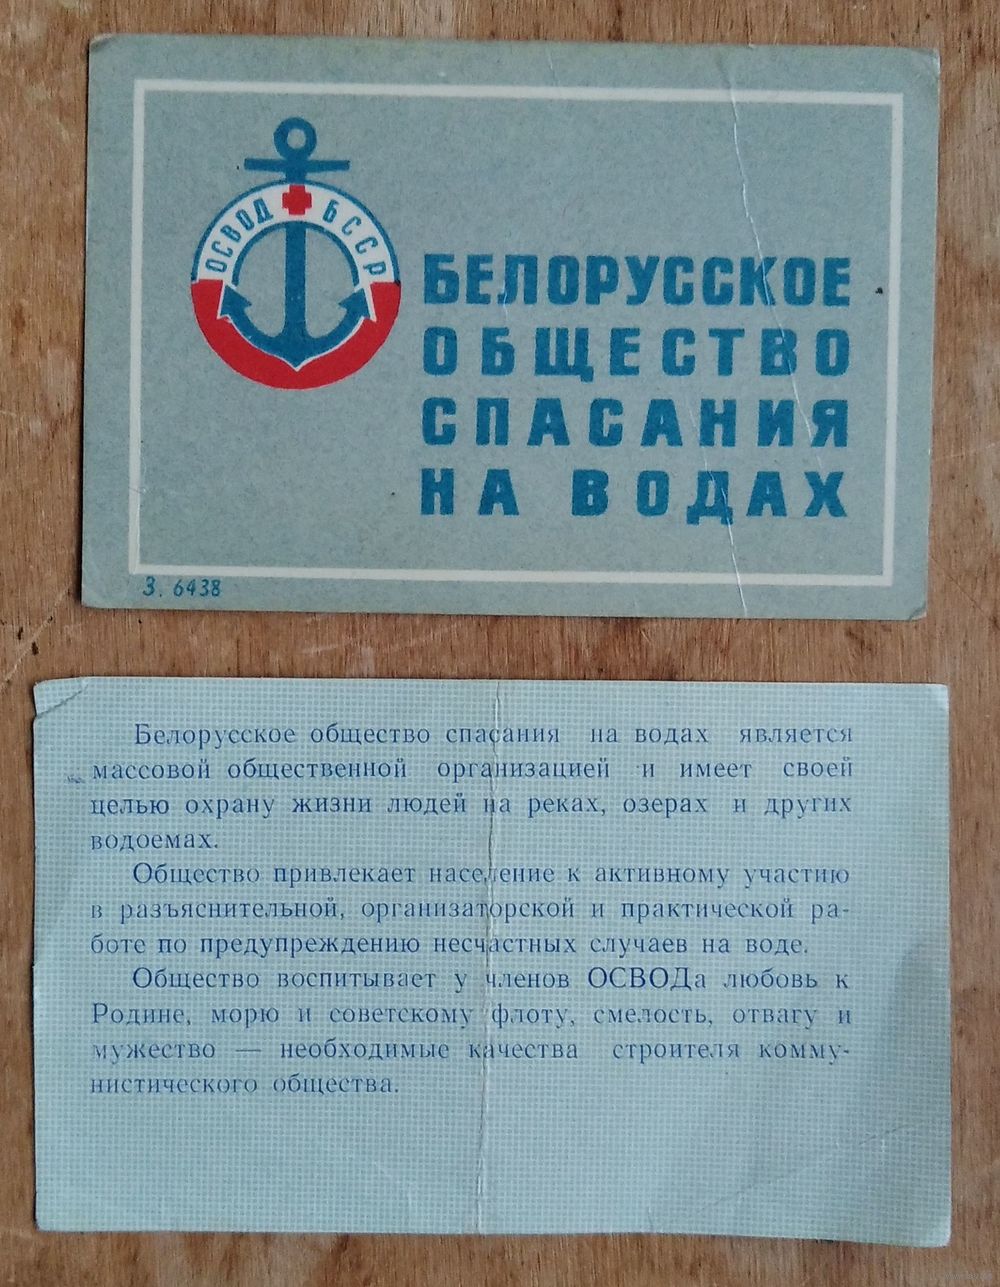 ОСВОД БССР
БЕЛОРУССКОЕ
ОБЩЕСТВО
СПАСАНИЯ
НА ВОДАХ
З. 6438
Белорусское общество спасания на водах является
массовой общественной организацией и имеет своей
целью охрану жизни людей на реках, озерах и других
водоемах.
Общество привлекает население к активному участию
в разъяснительной, организаторской и практической ра-
боте по предупреждению несчастных случаев на воде.
Общество воспитывает у членов ОСВОДа любовь к
Родине, морю и советскому флоту, смелость, отвагу и
мужество — необходимые качества строителя комму-
нистического общества.